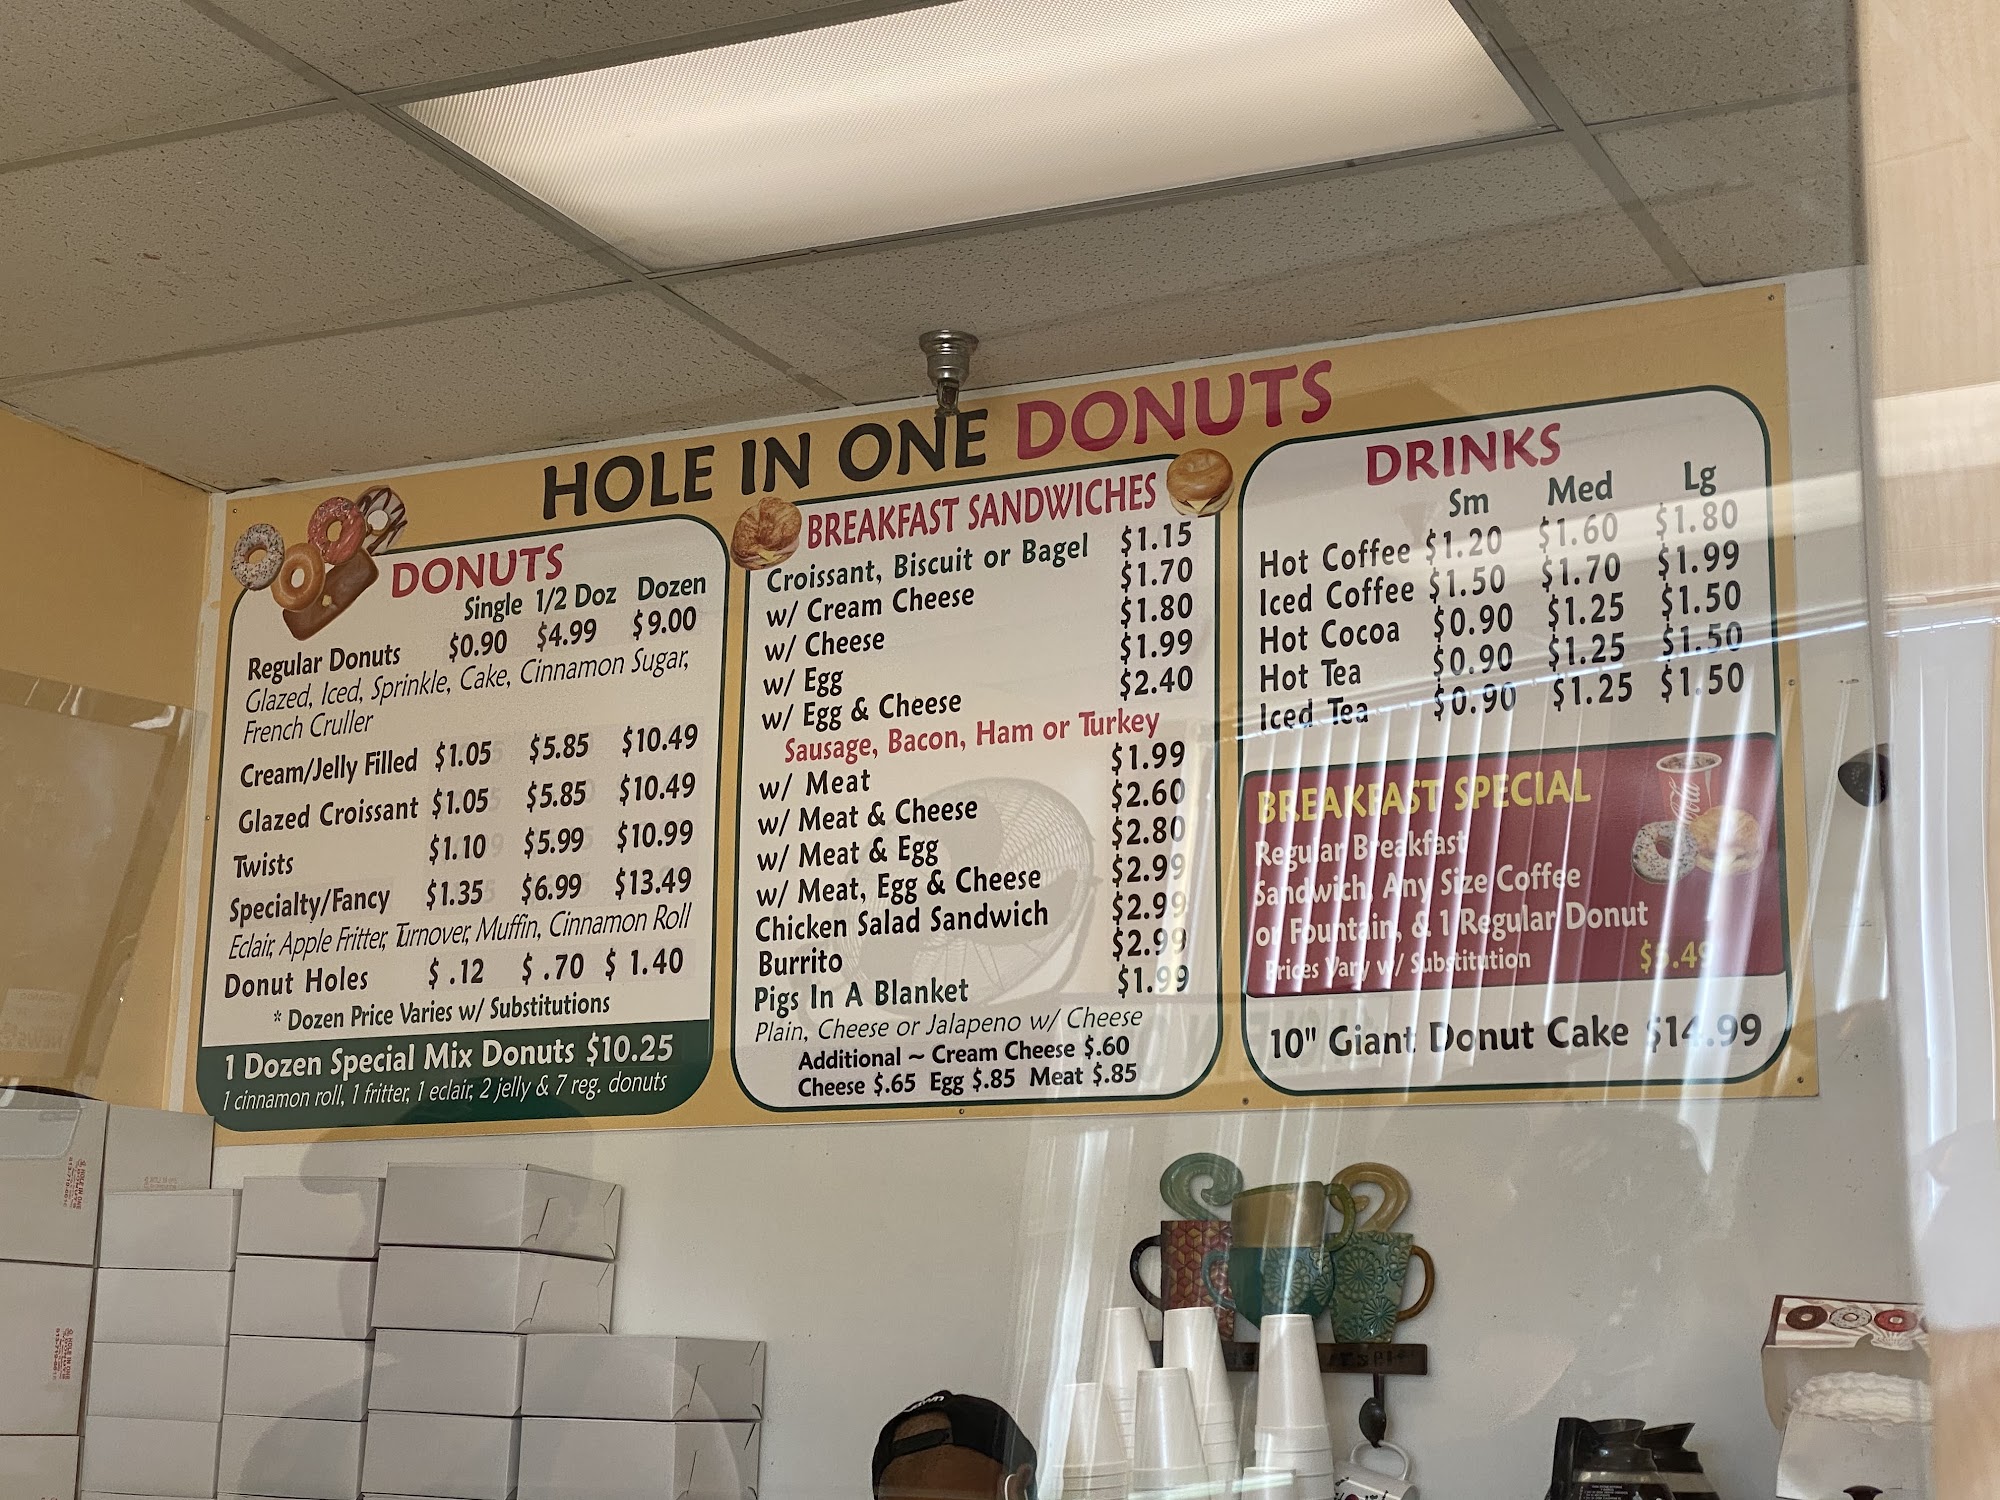 HOLE IN ONE DONUTS
DONUTS
Single 1/2 Doz Dozen
Regular Donuts $0.90 $4.99 $9.00
Glazed, Iced, Sprinkle, Cake, Cinnamon Sugar,
French Cruller
Cream/Jelly Filled $1.05 $5.85 $10.49
Glazed Croissant $1.05 $5.85 $10.49
Twists $1.10 $5.99 $10.99
Specialty/Fancy $1.35 $6.99 $13.49
Eclair, Apple Fritter, Turnover, Muffin, Cinnamon Roll
Donut Holes $ .12 $ .70 $ 1.40
* Dozen Price Varies w/ Substitutions
1 Dozen Special Mix Donuts $10.25
1 cinnamon roll, 1 fritter, 1 eclair, 2 jelly & 7 reg. donuts
BREAKFAST SANDWICHES
Croissant, Biscuit or Bagel $1.15
w/ Cream Cheese $1.70
w/ Cheese $1.80
w/ Egg $1.99
w/ Egg & Cheese $2.40
Sausage, Bacon, Ham or Turkey
w/ Meat $1.99
w/ Meat & Cheese $2.60
w/ Meat & Egg $2.80
w/ Meat, Egg & Cheese $2.99
Chicken Salad Sandwich $2.99
Burrito $2.99
Pigs In A Blanket $1.99
Plain, Cheese or Jalapeno w/ Cheese
Additional ~ Cream Cheese $.60
Cheese $.65 Egg $.85 Meat $.85
DRINKS
Sm Med Lg
Hot Coffee $1.20 $1.60 $1.80
Iced Coffee $1.50 $1.70 $1.99
Hot Cocoa $0.90 $1.25 $1.50
Hot Tea $0.90 $1.25 $1.50
Iced Tea $0.90 $1.25 $1.50
BREAKFAST SPECIAL
Regular Breakfast
Sandwich, Any Size Coffee
or Fountain, & 1 Regular Donut
Prices Vary w/ Substitution $5.49
10" Giant Donut Cake $14.99
HOLE IN ONE
DONUTS